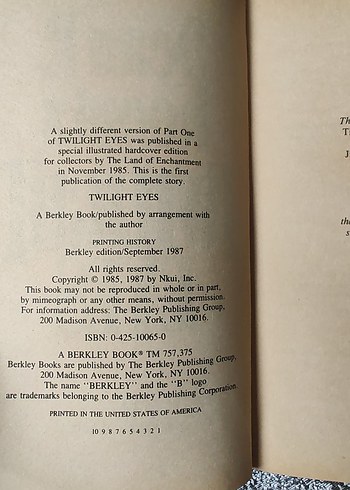 A slightly different version of Part One
of TWILIGHT EYES was published in a
special illustrated hardcover edition
for collectors by The Land of Enchantment
in November 1985. This is the first
publication of the complete story.
TWILIGHT EYES
A Berkley Book/published by arrangement with
the author
PRINTING HISTORY
Berkley edition/September 1987
All rights reserved.
Copyright © 1985, 1987 by Nkui, Inc.
This book may not be reproduced in whole or in part,
by mimeograph or any other means, without permission.
For information address: The Berkley Publishing Group,
200 Madison Avenue, New York, NY 10016.
ISBN: 0-425-10065-0
A BERKLEY BOOK® TM 757,375
Berkley Books are published by The Berkley Publishing Group,
200 Madison Avenue, New York, NY 10016.
The name "BERKLEY" and the "B" logo
are trademarks belonging to the Berkley Publishing Corporation.
PRINTED IN THE UNITED STATES OF AMERICA
10 9 8 7 6 5 4 3 2 1